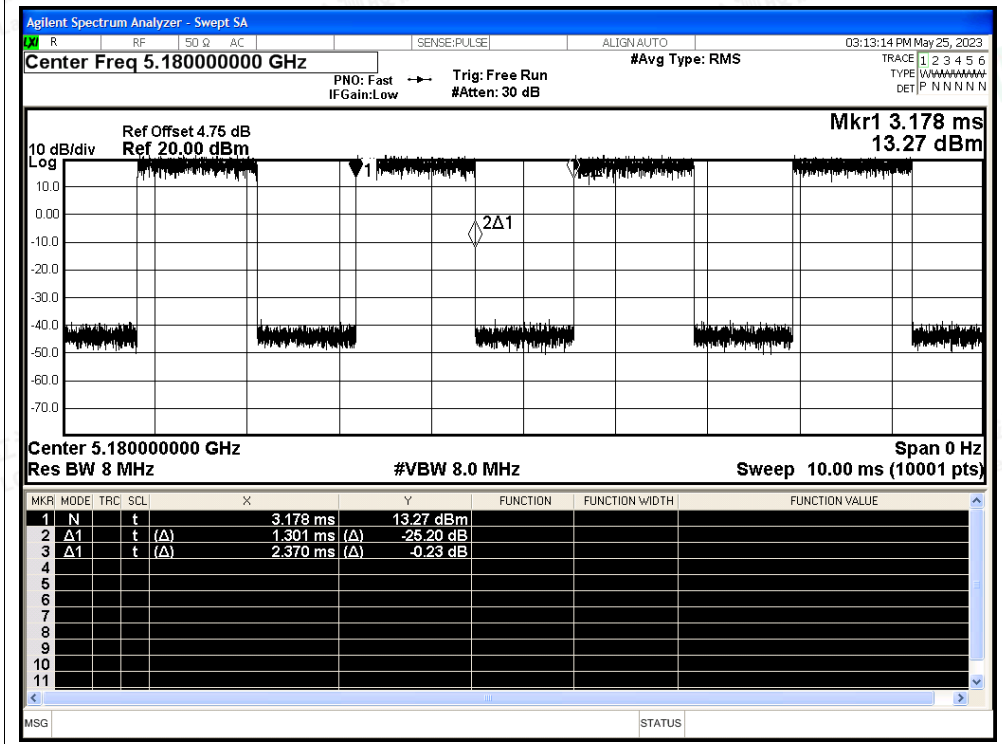 Agilent Spectrum Analyzer - Swept SA
LXI R RF 50 Ω AC SENSE:PULSE ALIGN AUTO 03:13:14 PM May 25, 2023
Center Freq 5.180000000 GHz #Avg Type: RMS TRACE 1 2 3 4 5 6
PNO: Fast Trig: Free Run TYPE W
IFGain:Low #Atten: 30 dB DET P N N N N N
Mkr1 3.178 ms
Ref Offset 4.75 dB
10 dB/div Ref 20.00 dBm 13.27 dBm
Log
1
10.0
0.00
2Δ1
-10.0
-20.0
-30.0
-40.0
-50.0
-60.0
-70.0
Center 5.180000000 GHz Span 0 Hz
Res BW 8 MHz #VBW 8.0 MHz Sweep 10.00 ms (10001 pts)
MKR MODE TRC SCL X Y FUNCTION FUNCTION WIDTH FUNCTION VALUE
1 N t 3.178 ms 13.27 dBm
2 Δ1 t (Δ) 1.301 ms (Δ) -25.20 dB
3 Δ1 t (Δ) 2.370 ms (Δ) -0.23 dB
4
5
6
7
8
9
10
11
MSG STATUS